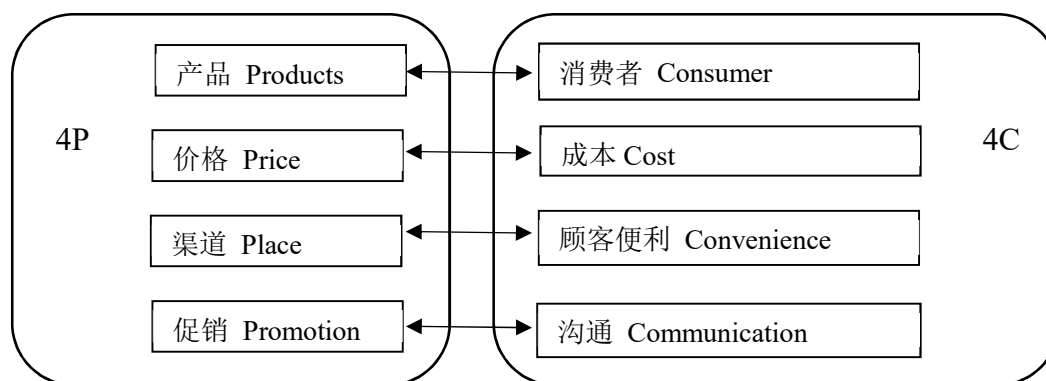 产品 Products
消费者 Consumer
4P
价格 Price
成本 Cost
4C
渠道 Place
顾客便利 Convenience
促销 Promotion
沟通 Communication